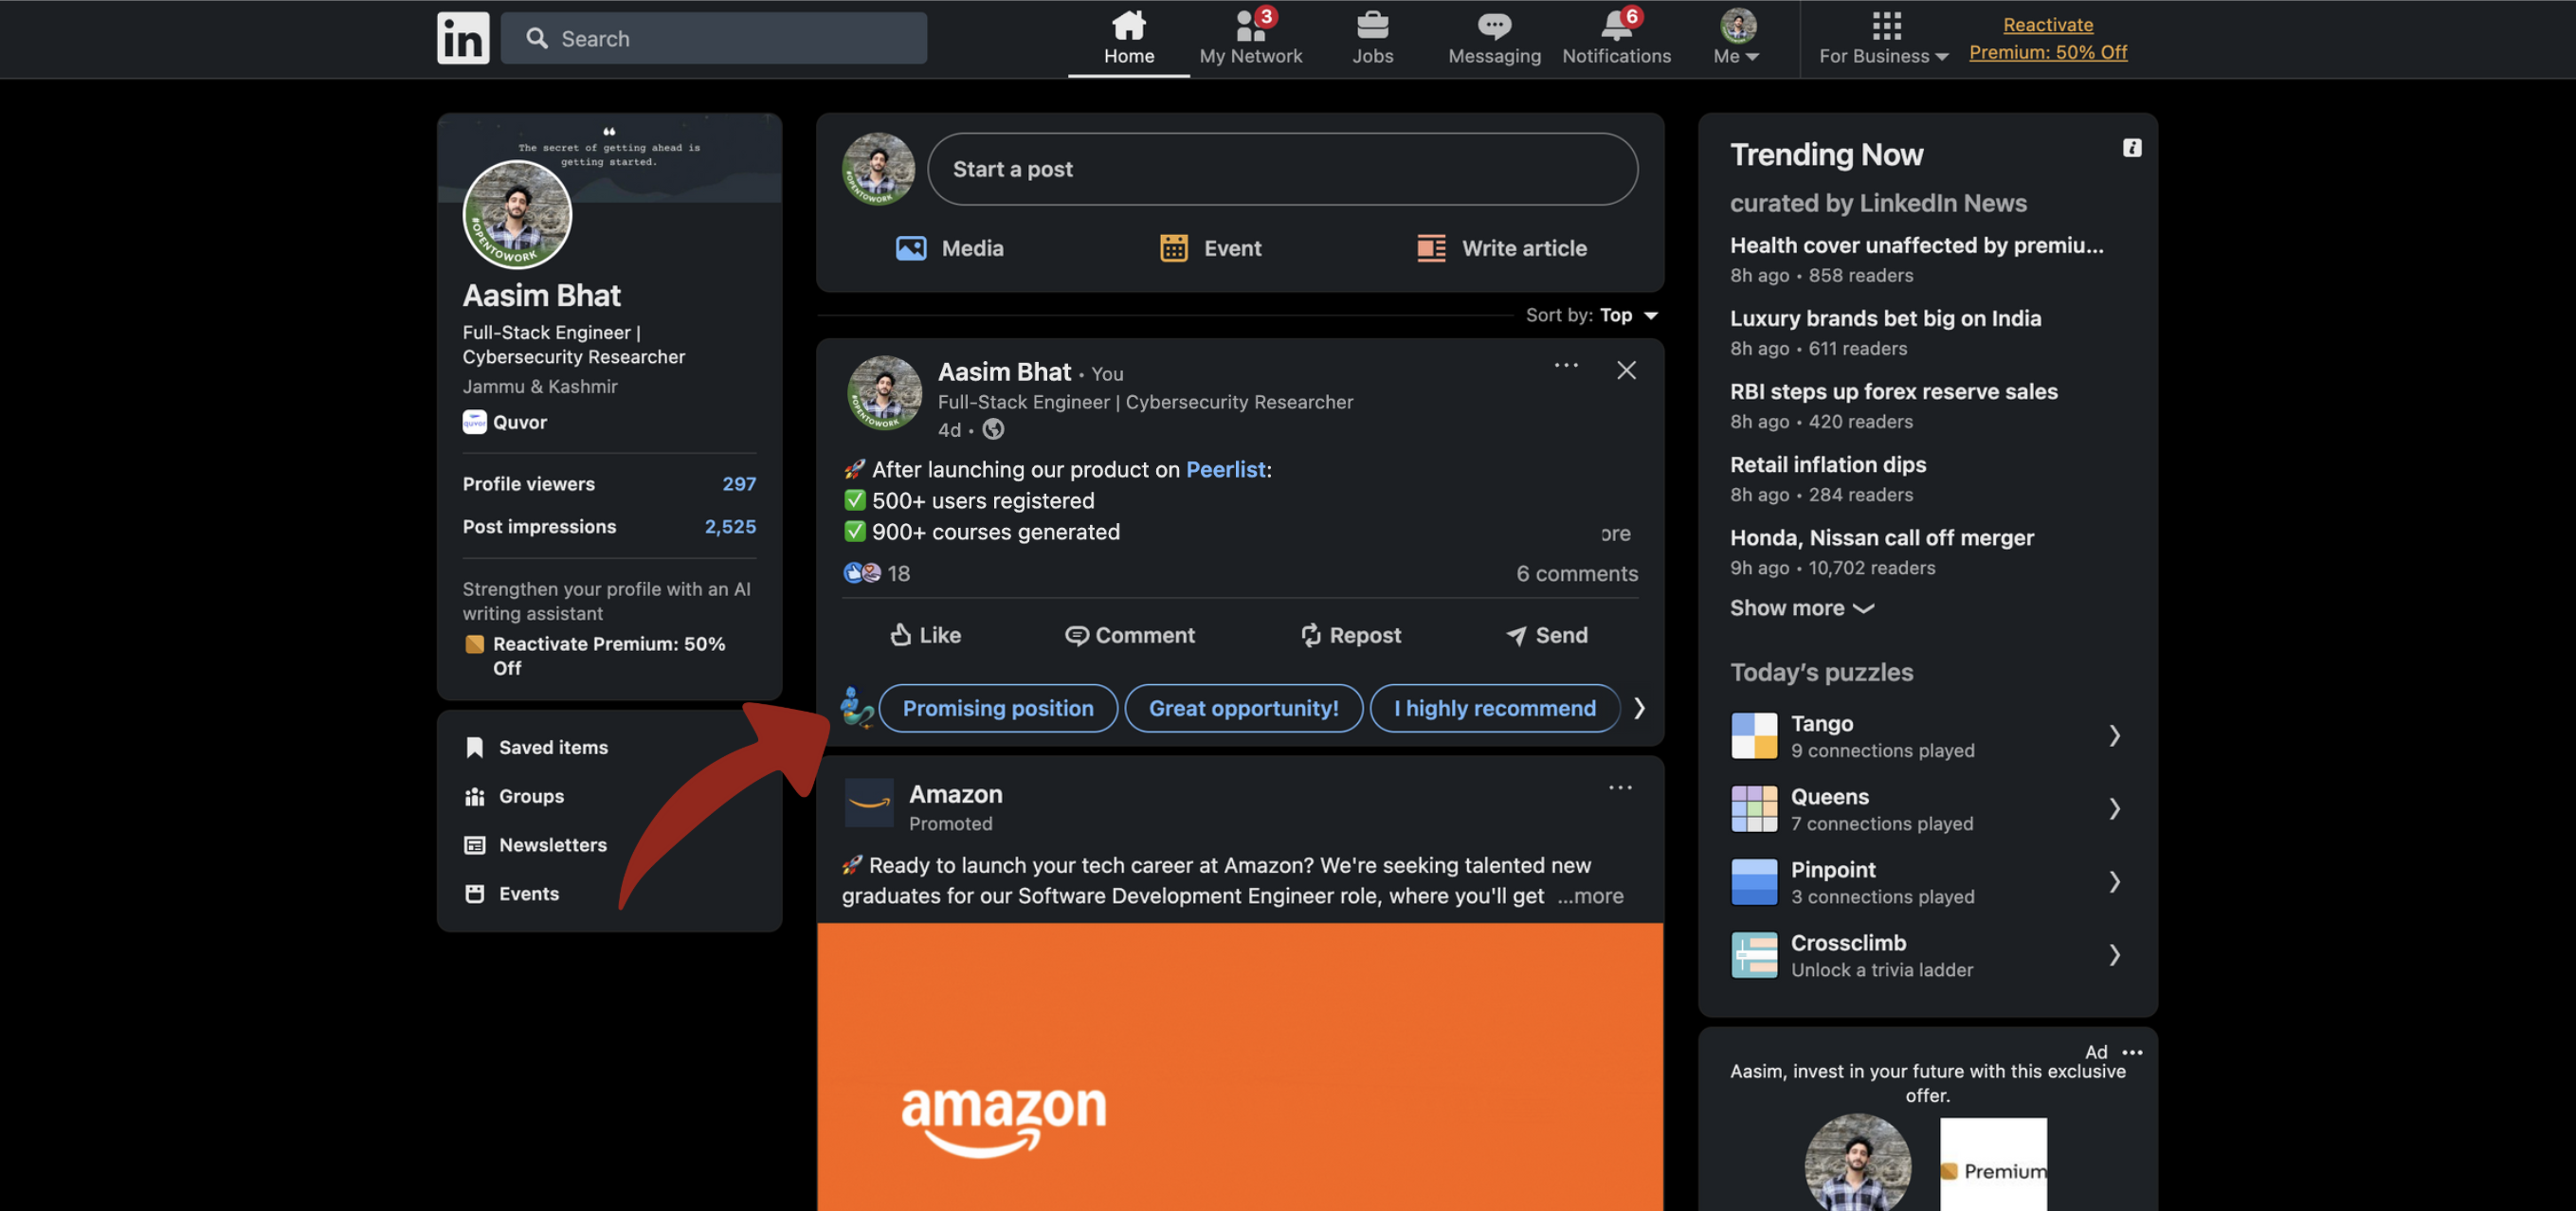 in
Search
Home
3
My Network
Jobs
Messaging
6
Notifications
Me
For Business
Reactivate
Premium: 50% Off
The secret of getting ahead is
getting started.
#OPENTOWORK
Aasim Bhat
Full-Stack Engineer |
Cybersecurity Researcher
Jammu & Kashmir
quvor
Quvor
Profile viewers 297
Post impressions 2,525
Strengthen your profile with an AI
writing assistant
Reactivate Premium: 50%
Off
Saved items
Groups
Newsletters
Events
#OPENTOWORK
Start a post
Media
Event
Write article
Sort by: Top
#OPENTOWORK
Aasim Bhat • You
Full-Stack Engineer | Cybersecurity Researcher
4d •
🚀 After launching our product on Peerlist:
✅ 500+ users registered
✅ 900+ courses generated
ore
18
6 comments
Like
Comment
Repost
Send
Promising position
Great opportunity!
I highly recommend
Amazon
Promoted
🚀 Ready to launch your tech career at Amazon? We're seeking talented new
graduates for our Software Development Engineer role, where you'll get ...more
amazon
Trending Now
curated by LinkedIn News
Health cover unaffected by premiu...
8h ago • 858 readers
Luxury brands bet big on India
8h ago • 611 readers
RBI steps up forex reserve sales
8h ago • 420 readers
Retail inflation dips
8h ago • 284 readers
Honda, Nissan call off merger
9h ago • 10,702 readers
Show more
Today's puzzles
Tango
9 connections played
Queens
7 connections played
Pinpoint
3 connections played
Crossclimb
Unlock a trivia ladder
Ad
Aasim, invest in your future with this exclusive
offer.
Premium